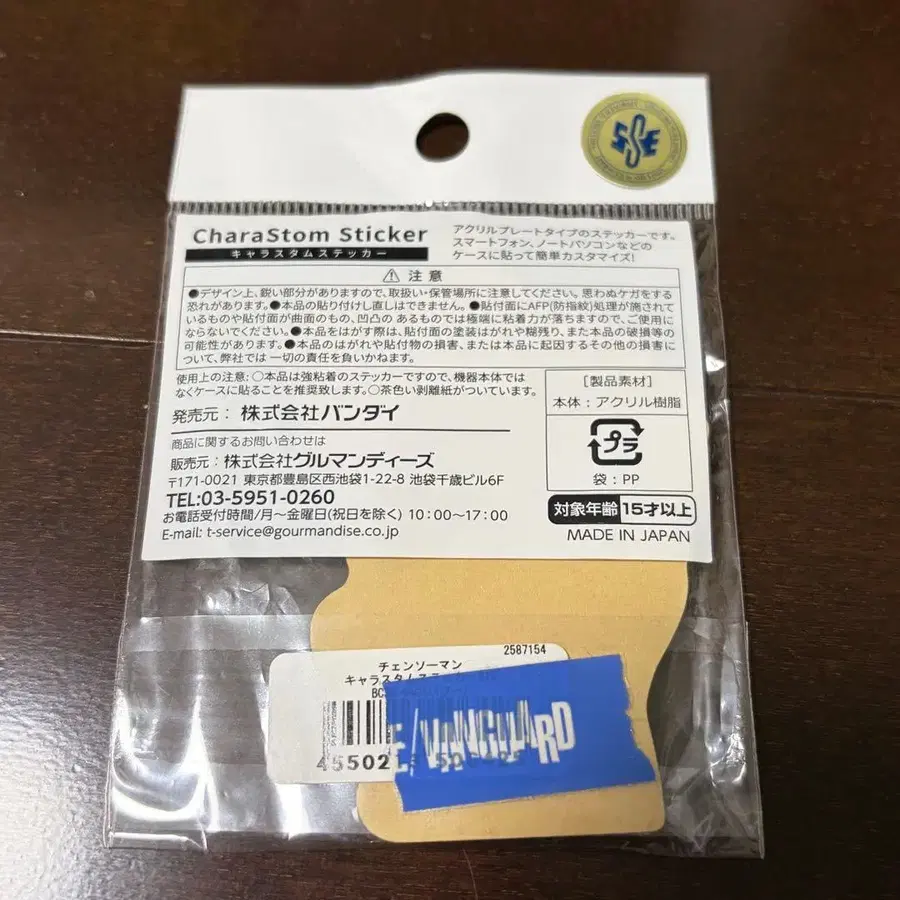 SSE
CharaStom Sticker
キャラスタムステッカー
アクリルプレートタイプのステッカーです。
スマートフォン、ノートパソコンなどの
ケースに貼って簡単カスタマイズ!
⚠ 注意
●デザイン上、鋭い部分がありますので、取扱い・保管場所に注意してください。思わぬケガをする
恐れがあります。●本品の貼り付けし直しはできません。●貼付面にAFP(防指紋)処理が施されて
いるものや貼付面が曲面のもの、凹凸の あるものでは極端に粘着力が落ちますので、ご使用に
ならないでください。●本品をはがす際は、貼付面の塗装はがれや糊残り、また本品の破損等の
可能性があります。●本品のはがれや貼付物の損害、または本品に起因するその他の損害に
ついて、弊社では 一切の責任を負いかねます。
使用上の注意:○本品は強粘着のステッカーですので、機器本体では
なくケースに貼ることを推奨致します。○茶色い剥離紙がついています。
発売元: 株式会社バンダイ
商品に関するお問い合わせは
販売元: 株式会社グルマンディーズ
〒171-0021 東京都豊島区西池袋1-22-8 池袋千歳ビル6F
TEL:03-5951-0260
お電話受付時間/月～金曜日(祝日を除く) 10:00～17:00
E-mail: t-service@gourmandise.co.jp
[製品素材]
本体:アクリル樹脂
プラ
袋:PP
対象年齢 15才以上
MADE IN JAPAN
2587154
チェンソーマン
キャラスタムステッカー
BC
45502
E/VANGUARD